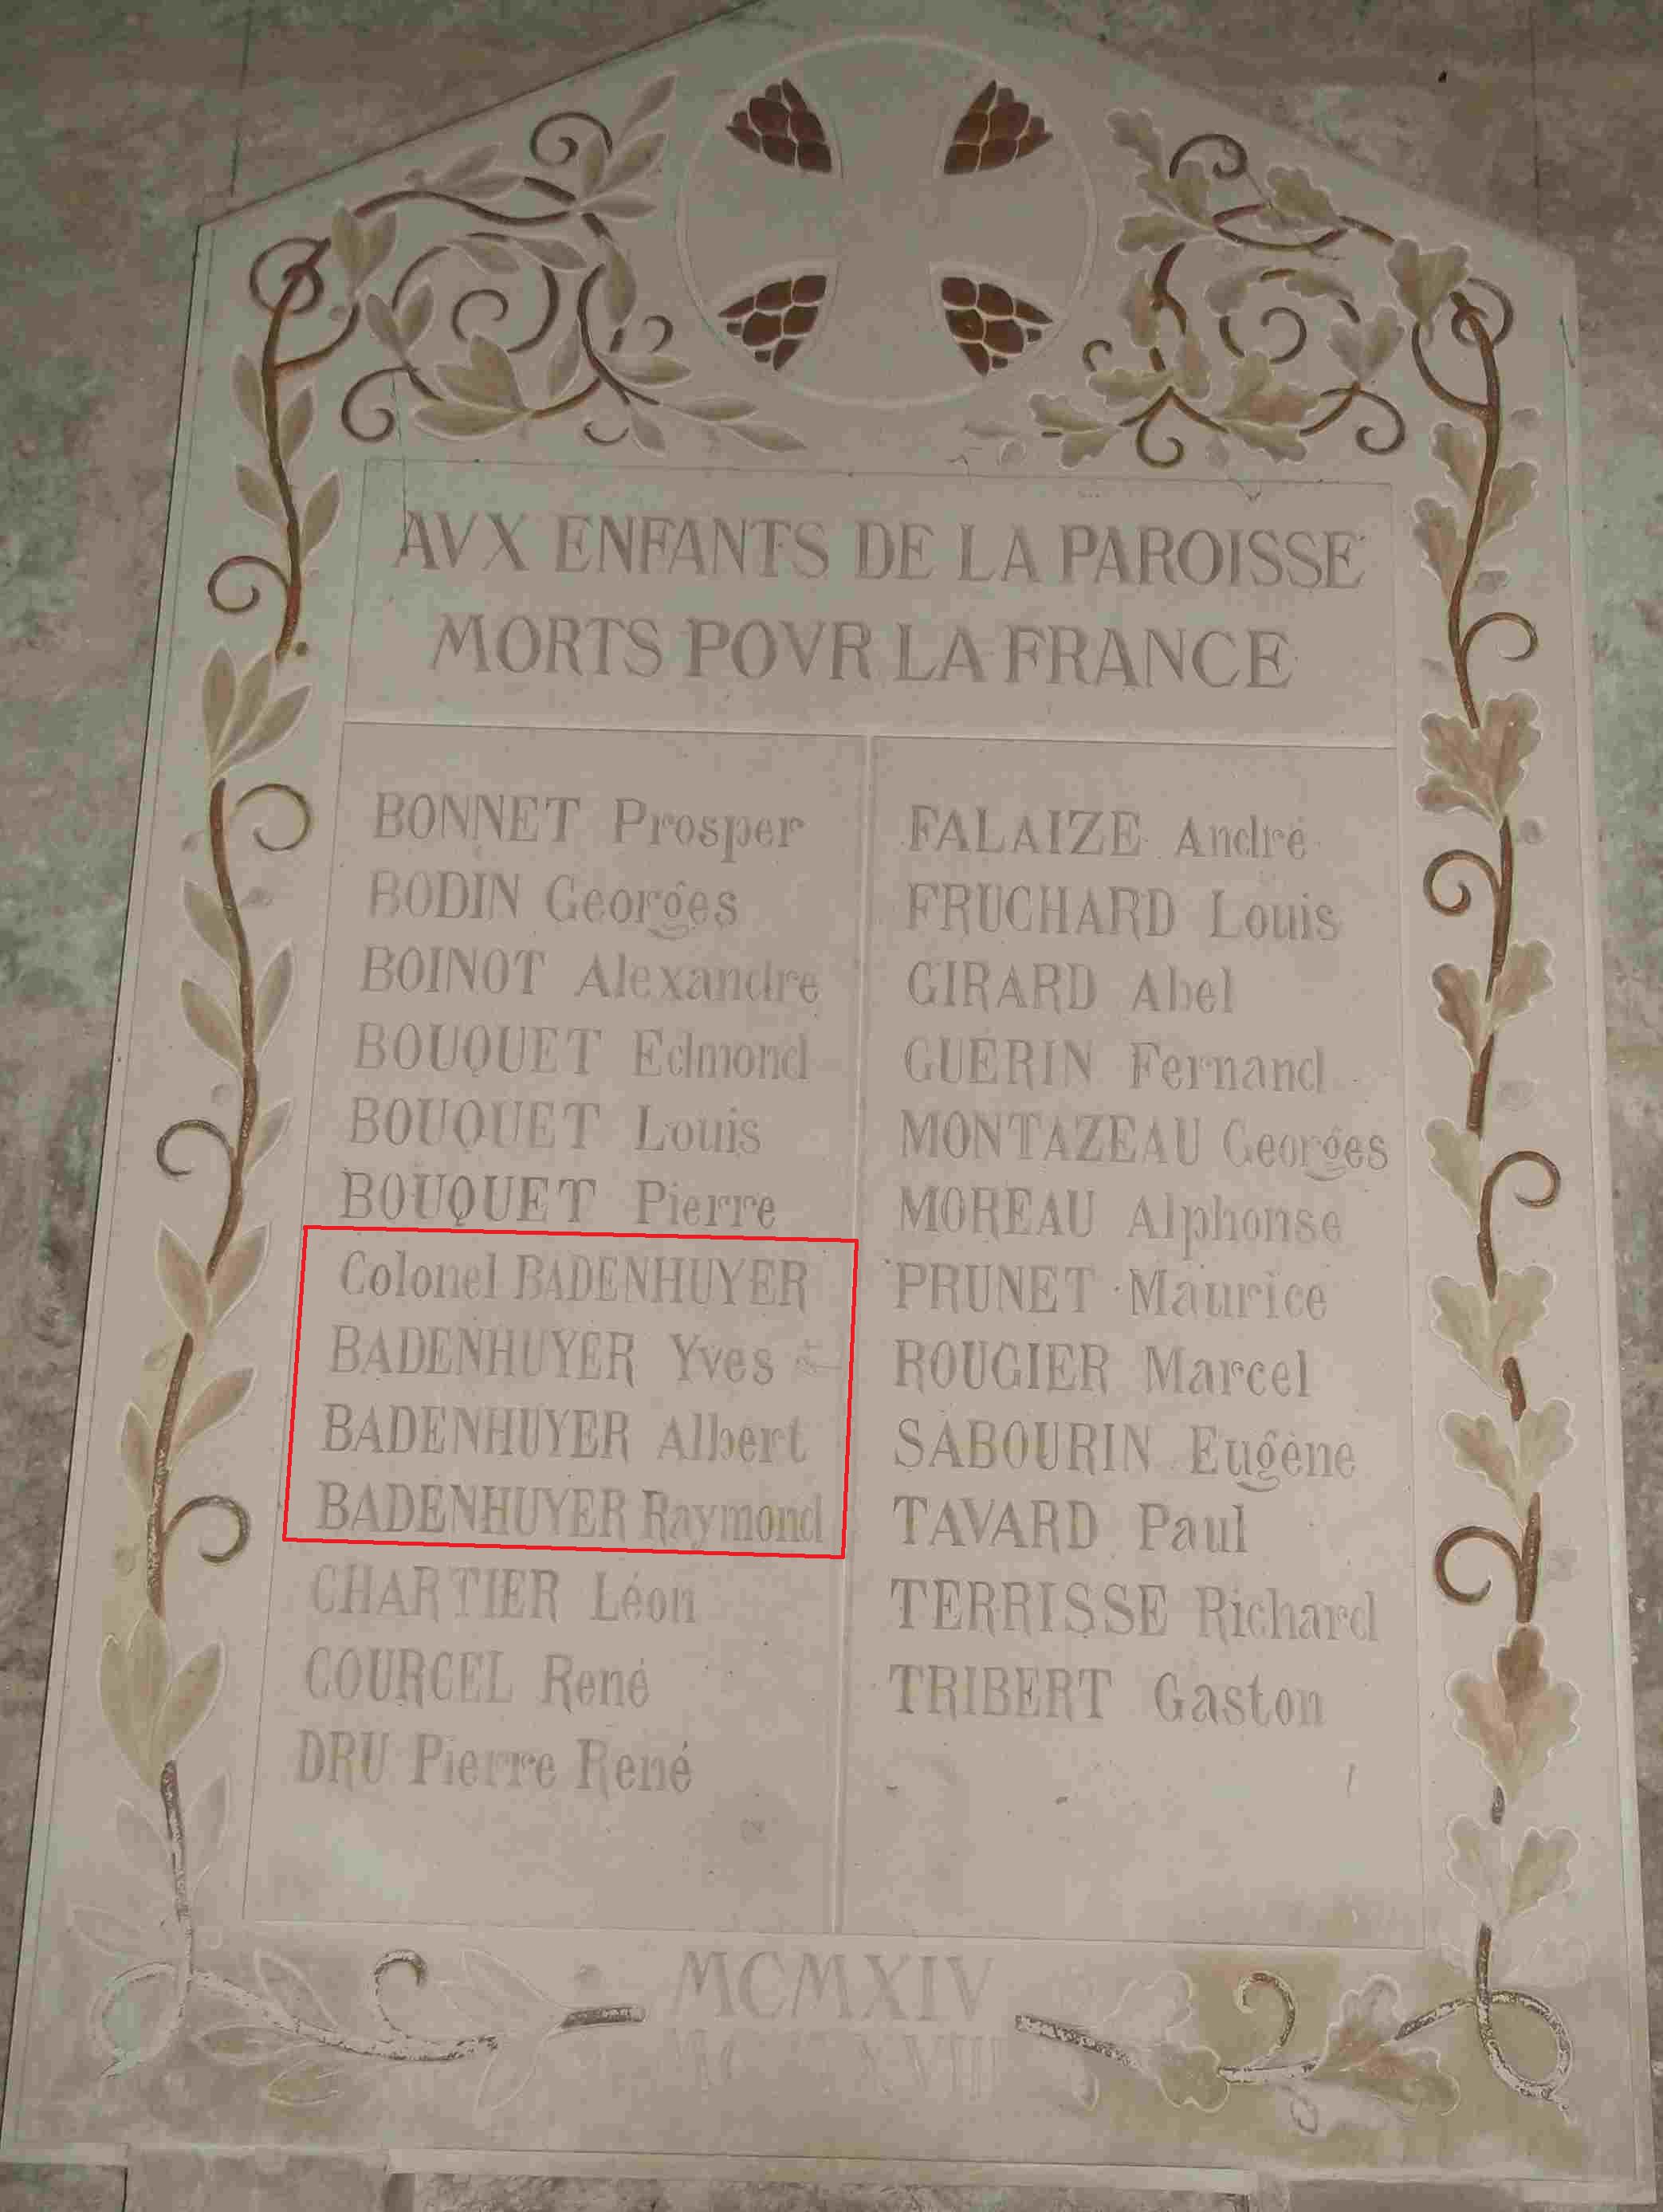 AVX ENFANTS DE LA PAROISSE
MORTS POVR LA FRANCE
BONNET Prosper
BODIN Georges
BOINOT Alexandre
BOUQUET Edmond
BOUQUET Louis
BOUQUET Pierre
Colonel BADENHUYER
BADENHUYER Yves
BADENHUYER Albert
BADENHUYER Raymond
CHARTIER Léon
COURCEL René
DRU Pierre René
FALAIZE André
FRUCHARD Louis
GIRARD Abel
GUÉRIN Fernand
MONTAZEAU Georges
MOREAU Alphonse
PRUNET Maurice
ROUGIER Marcel
SABOURIN Eugène
TAVARD Paul
TERRISSE Richard
TRIBERT Gaston
MCMXIV